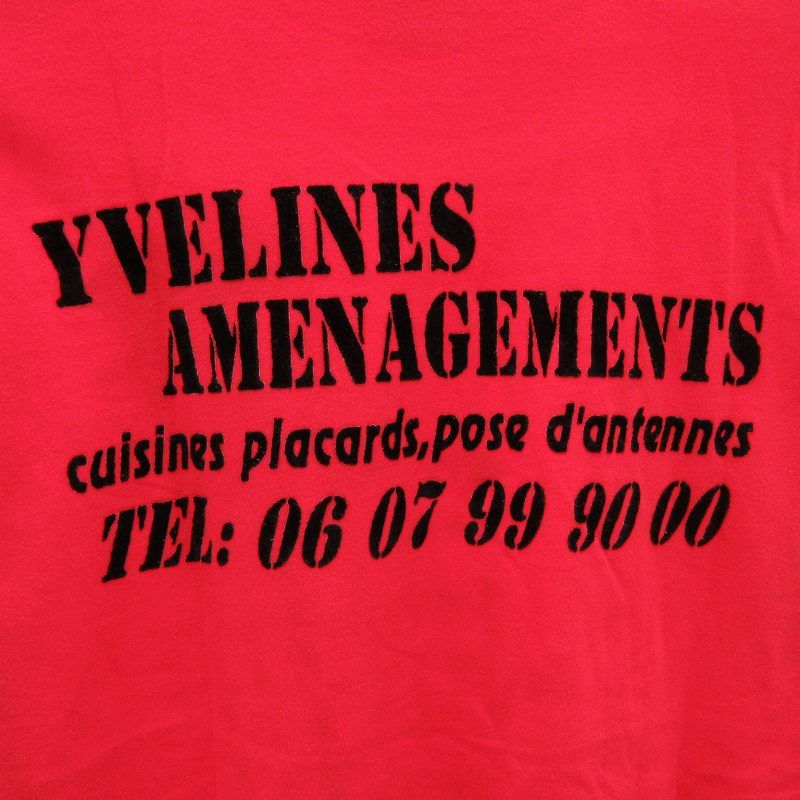 YVELINES
AMENAGEMENTS
cuisines placards,pose d'antennes
TEL: 06 07 99 90 00